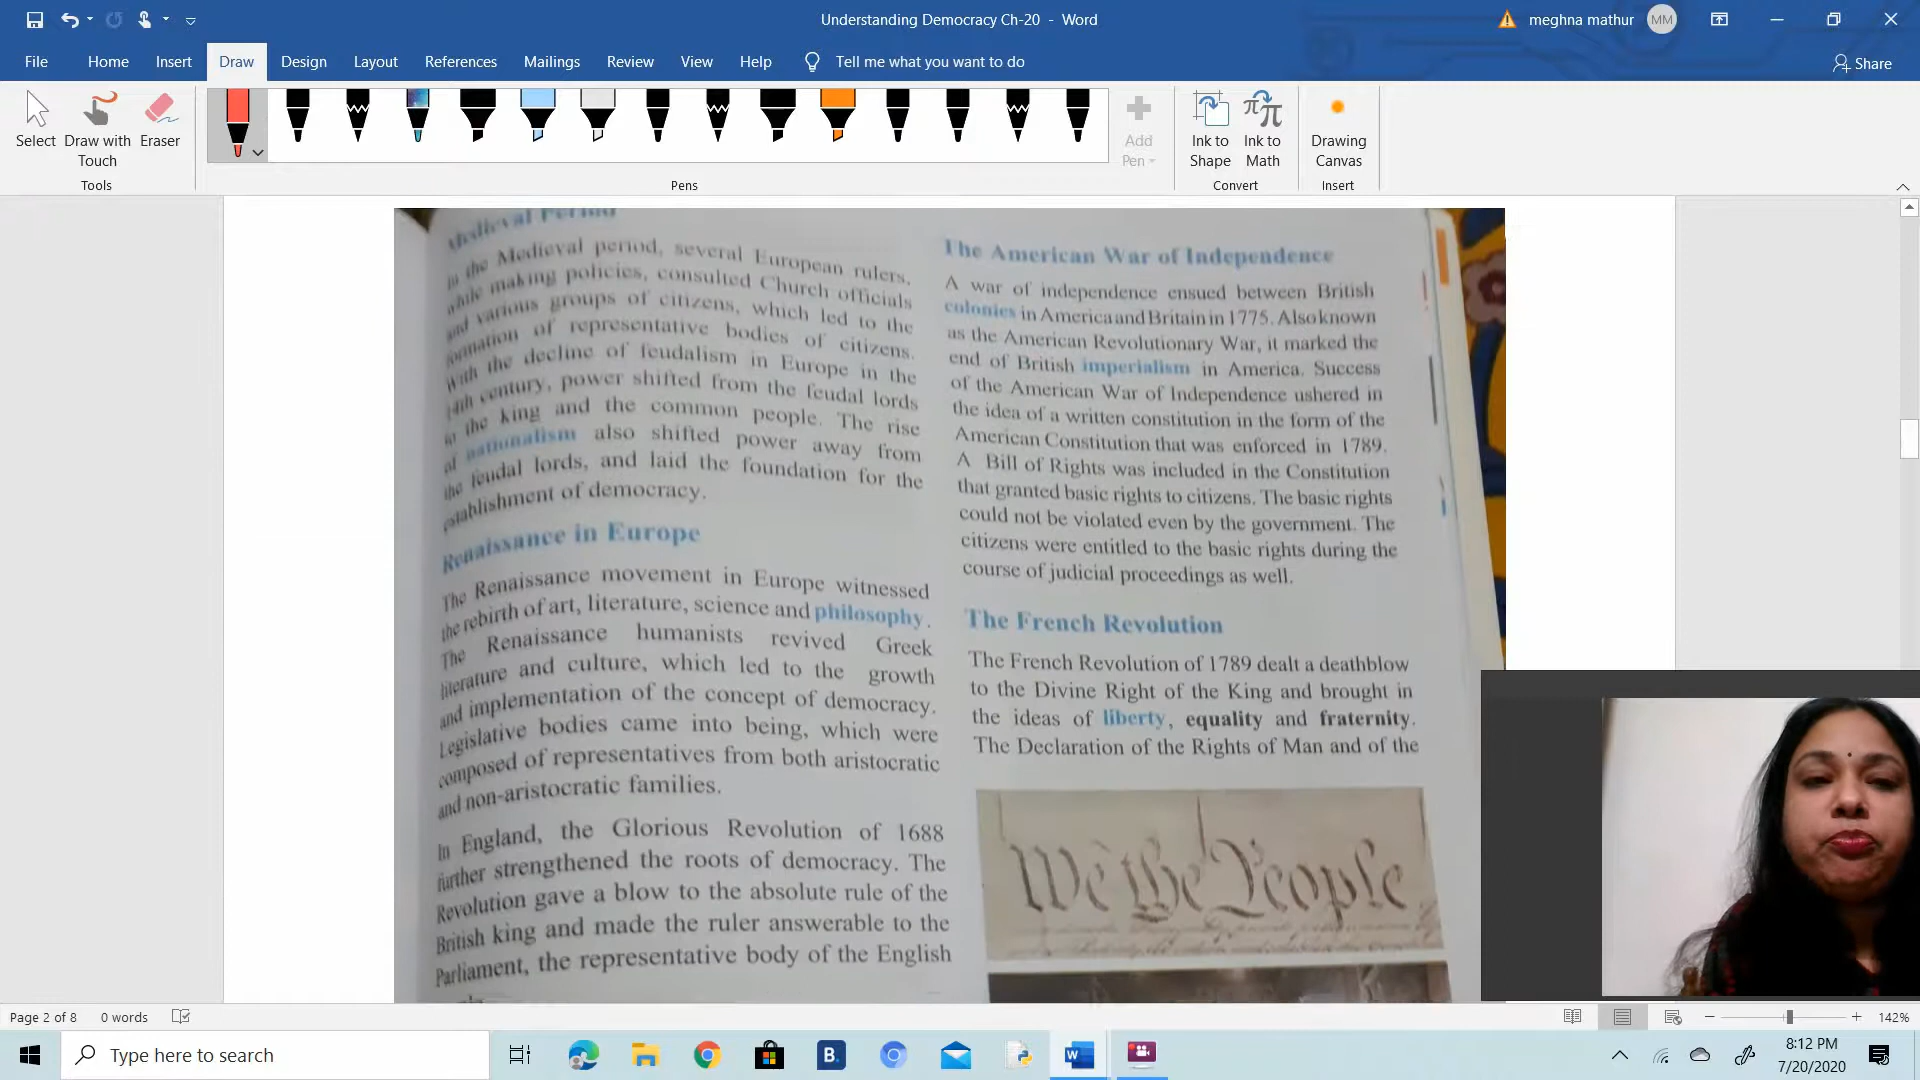 Understanding Democracy Ch-20 - Word
meghna mathur
MM
File
Home
Insert
Draw
Design
Layout
References
Mailings
Review
View
Help
Tell me what you want to do
Share
Select
Draw with
Touch
Eraser
Tools
Pens
Add
Pen
Ink to
Shape
Ink to
Math
Convert
Drawing
Canvas
Insert
Medieval Period
In the Medieval period, several European rulers,
while making policies, consulted Church officials
and various groups of citizens, which led to the
formation of representative bodies of citizens.
With the decline of feudalism in Europe in the
14th century, power shifted from the feudal lords
to the king and the common people. The rise
of nationalism also shifted power away from
the feudal lords, and laid the foundation for the
establishment of democracy.
Renaissance in Europe
The Renaissance movement in Europe witnessed
the rebirth of art, literature, science and philosophy.
The Renaissance humanists revived Greek
literature and culture, which led to the growth
and implementation of the concept of democracy.
Legislative bodies came into being, which were
composed of representatives from both aristocratic
and non-aristocratic families.
In England, the Glorious Revolution of 1688
further strengthened the roots of democracy. The
Revolution gave a blow to the absolute rule of the
British king and made the ruler answerable to the
Parliament, the representative body of the English
The American War of Independence
A war of independence ensued between British
colonies in America and Britain in 1775. Also known
as the American Revolutionary War, it marked the
end of British imperialism in America. Success
of the American War of Independence ushered in
the idea of a written constitution in the form of the
American Constitution that was enforced in 1789.
A Bill of Rights was included in the Constitution
that granted basic rights to citizens. The basic rights
could not be violated even by the government. The
citizens were entitled to the basic rights during the
course of judicial proceedings as well.
The French Revolution
The French Revolution of 1789 dealt a deathblow
to the Divine Right of the King and brought in
the ideas of liberty, equality and fraternity.
The Declaration of the Rights of Man and of the
We the People
Page 2 of 8
0 words
142%
Type here to search
B.
8:12 PM
7/20/2020